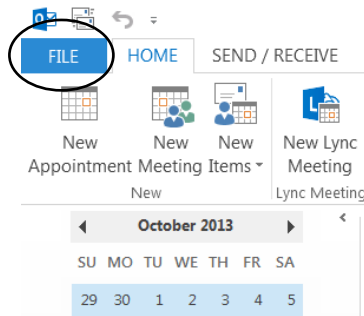 FILE HOME SEND / RECEIVE
New Appointment New Meeting New Items New Lync Meeting
New Lync Meeting
October 2013
SU MO TU WE TH FR SA
29 30 1 2 3 4 5